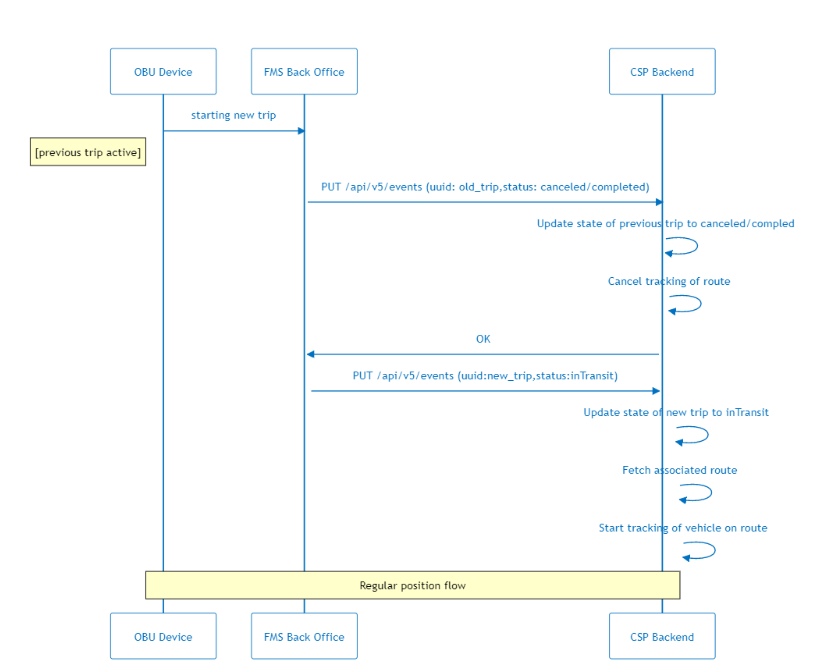 OBU Device
FMS Back Office
CSP Backend
starting new trip
[previous trip active]
PUT /api/v5/events (uuid: old_trip,status: canceled/completed)
Update state of previous trip to canceled/compled
Cancel tracking of route
OK
PUT /api/v5/events (uuid:new_trip,status:inTransit)
Update state of new trip to inTransit
Fetch associated route
Start tracking of vehicle on route
Regular position flow
OBU Device
FMS Back Office
CSP Backend